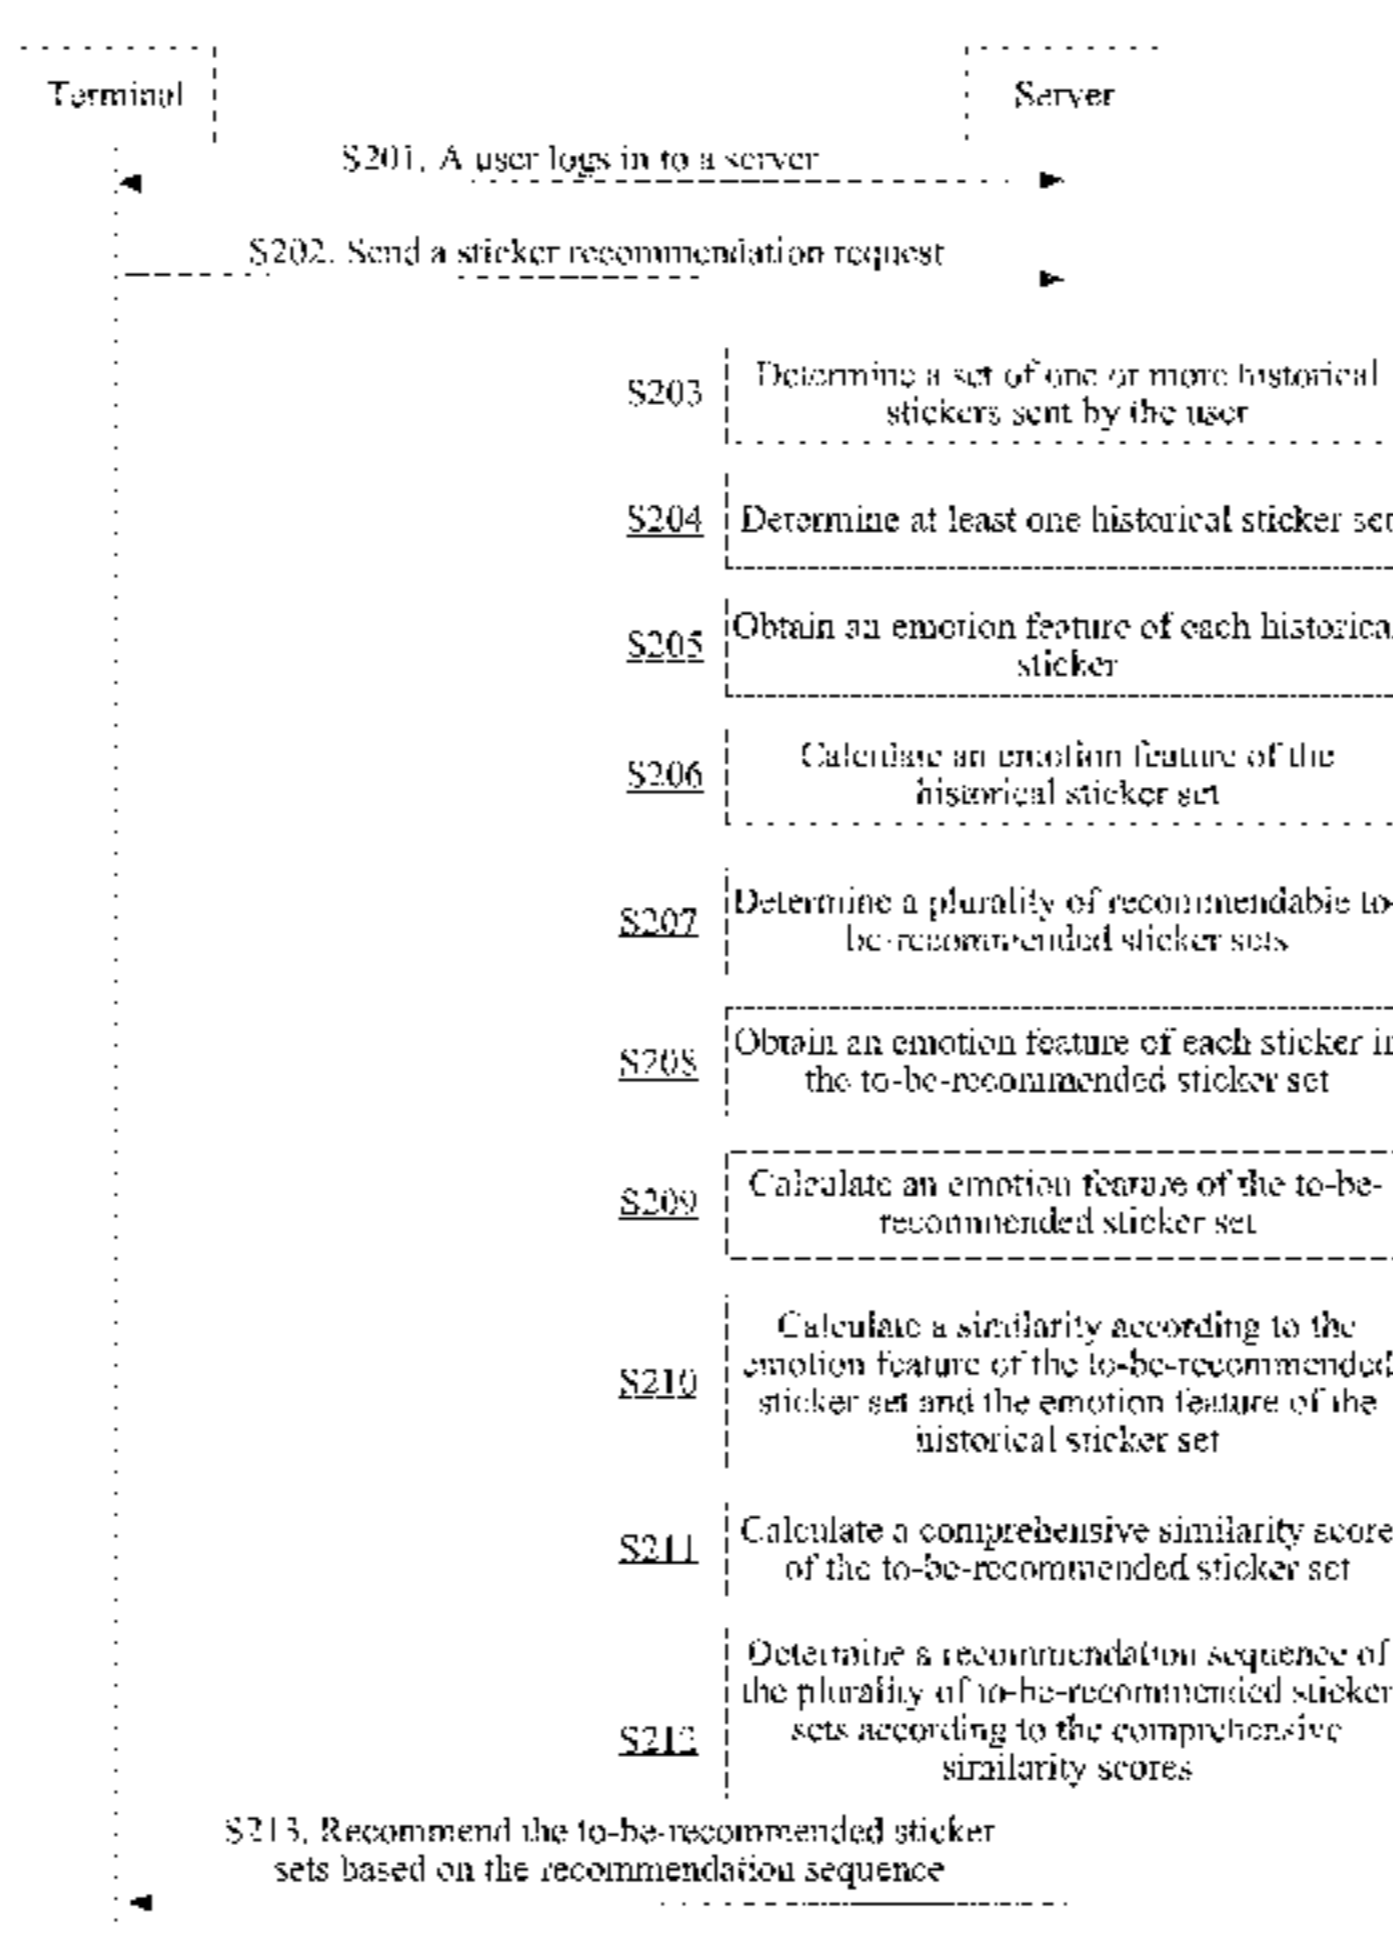 Terminal
Server
S201. A user logs in to a server
S202. Send a sticker recommendation request
S203
Determine a set of one or more historical
stickers sent by the user
S204
Determine at least one historical sticker set
S205
Obtain an emotion feature of each historical
sticker
S206
Calculate an emotion feature of the
historical sticker set
S207
Determine a plurality of recommendable to-
be-recommended sticker sets
S208
Obtain an emotion feature of each sticker in
the to-be-recommended sticker set
S209
Calculate an emotion feature of the to-be-
recommended sticker set
S210
Calculate a similarity according to the
emotion feature of the to-be-recommended
sticker set and the emotion feature of the
historical sticker set
S211
Calculate a comprehensive similarity score
of the to-be-recommended sticker set
S212
Determine a recommendation sequence of
the plurality of to-be-recommended sticker
sets according to the comprehensive
similarity scores
S213. Recommend the to-be-recommended sticker
sets based on the recommendation sequence